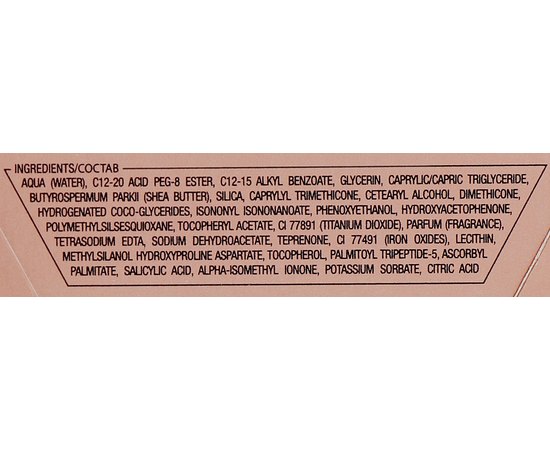 INGREDIENTS/СОСТАВ
AQUA (WATER), C12-20 ACID PEG-8 ESTER, C12-15 ALKYL BENZOATE, GLYCERIN, CAPRYLIC/CAPRIC TRIGLYCERIDE,
BUTYROSPERMUM PARKII (SHEA BUTTER), SILICA, CAPRYLYL TRIMETHICONE, CETEARYL ALCOHOL, DIMETHICONE,
HYDROGENATED COCO-GLYCERIDES, ISONONYL ISONONANOATE, PHENOXYETHANOL, HYDROXYACETOPHENONE,
POLYMETHYLSILSESQUIOXANE, TOCOPHERYL ACETATE, CI 77891 (TITANIUM DIOXIDE), PARFUM (FRAGRANCE),
TETRASODIUM EDTA, SODIUM DEHYDROACETATE, TEPRENONE, CI 77491 (IRON OXIDES), LECITHIN,
METHYLSILANOL HYDROXYPROLINE ASPARTATE, TOCOPHEROL, PALMITOYL TRIPEPTIDE-5, ASCORBYL
PALMITATE, SALICYLIC ACID, ALPHA-ISOMETHYL IONONE, POTASSIUM SORBATE, CITRIC ACID